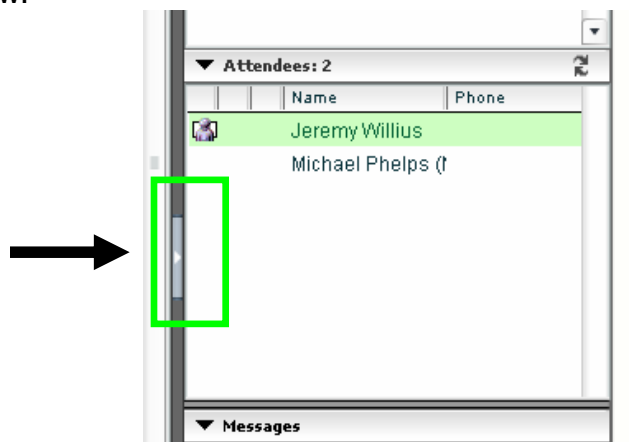 Attendees: 2
Name Phone
Jeremy Willius
Michael Phelps (
Messages